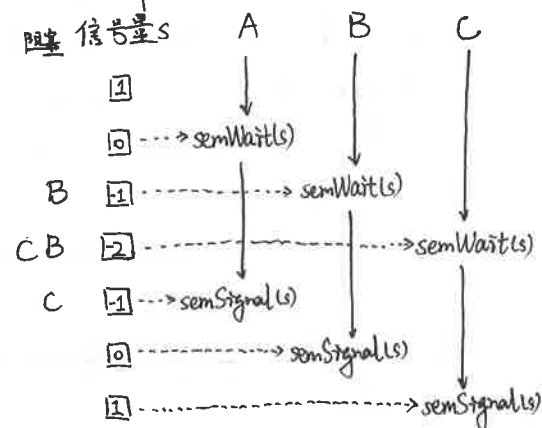 阻塞 信号量s A B C
1
0 semWait(s)
B -1 semWait(s)
C B -2 semWait(s)
C -1 semSignal(s)
0 semSignal(s)
1 semSignal(s)